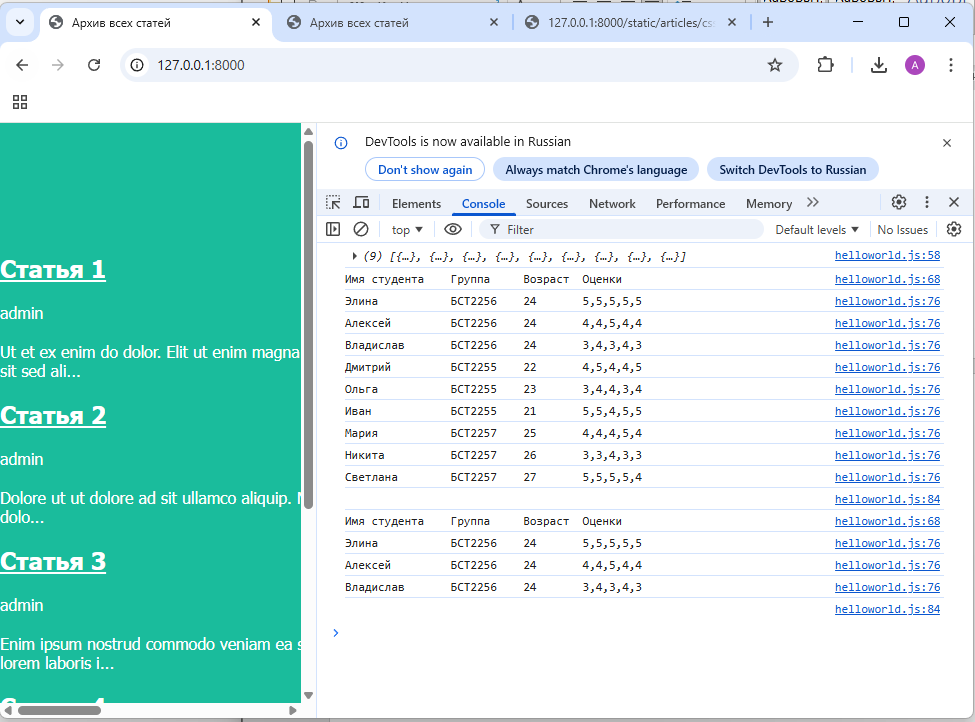 Архив всех статей
Архив всех статей
127.0.0.1:8000/static/articles/cs
127.0.0.1:8000
A
Статья 1
admin
Ut et ex enim do dolor. Elit ut enim magna
sit sed ali...
Статья 2
admin
Dolore ut ut dolore ad sit ullamco aliquip.
dolo...
Статья 3
admin
Enim ipsum nostrud commodo veniam ea s
lorem laboris i...
DevTools is now available in Russian
Don't show again Always match Chrome's language Switch DevTools to Russian
Elements Console Sources Network Performance Memory
top Filter Default levels No Issues
(9) [{…}, {…}, {…}, {…}, {…}, {…}, {…}, {…}, {…}] helloworld.js:58
Имя студента Группа Возраст Оценки helloworld.js:68
Элина БСТ2256 24 5,5,5,5,5 helloworld.js:76
Алексей БСТ2256 24 4,4,5,4,4 helloworld.js:76
Владислав БСТ2256 24 3,4,3,4,3 helloworld.js:76
Дмитрий БСТ2255 22 4,5,4,4,5 helloworld.js:76
Ольга БСТ2255 23 3,4,4,3,4 helloworld.js:76
Иван БСТ2255 21 5,5,4,5,5 helloworld.js:76
Мария БСТ2257 25 4,4,4,5,4 helloworld.js:76
Никита БСТ2257 26 3,3,4,3,3 helloworld.js:76
Светлана БСТ2257 27 5,5,5,5,4 helloworld.js:76
helloworld.js:84
Имя студента Группа Возраст Оценки helloworld.js:68
Элина БСТ2256 24 5,5,5,5,5 helloworld.js:76
Алексей БСТ2256 24 4,4,5,4,4 helloworld.js:76
Владислав БСТ2256 24 3,4,3,4,3 helloworld.js:76
helloworld.js:84